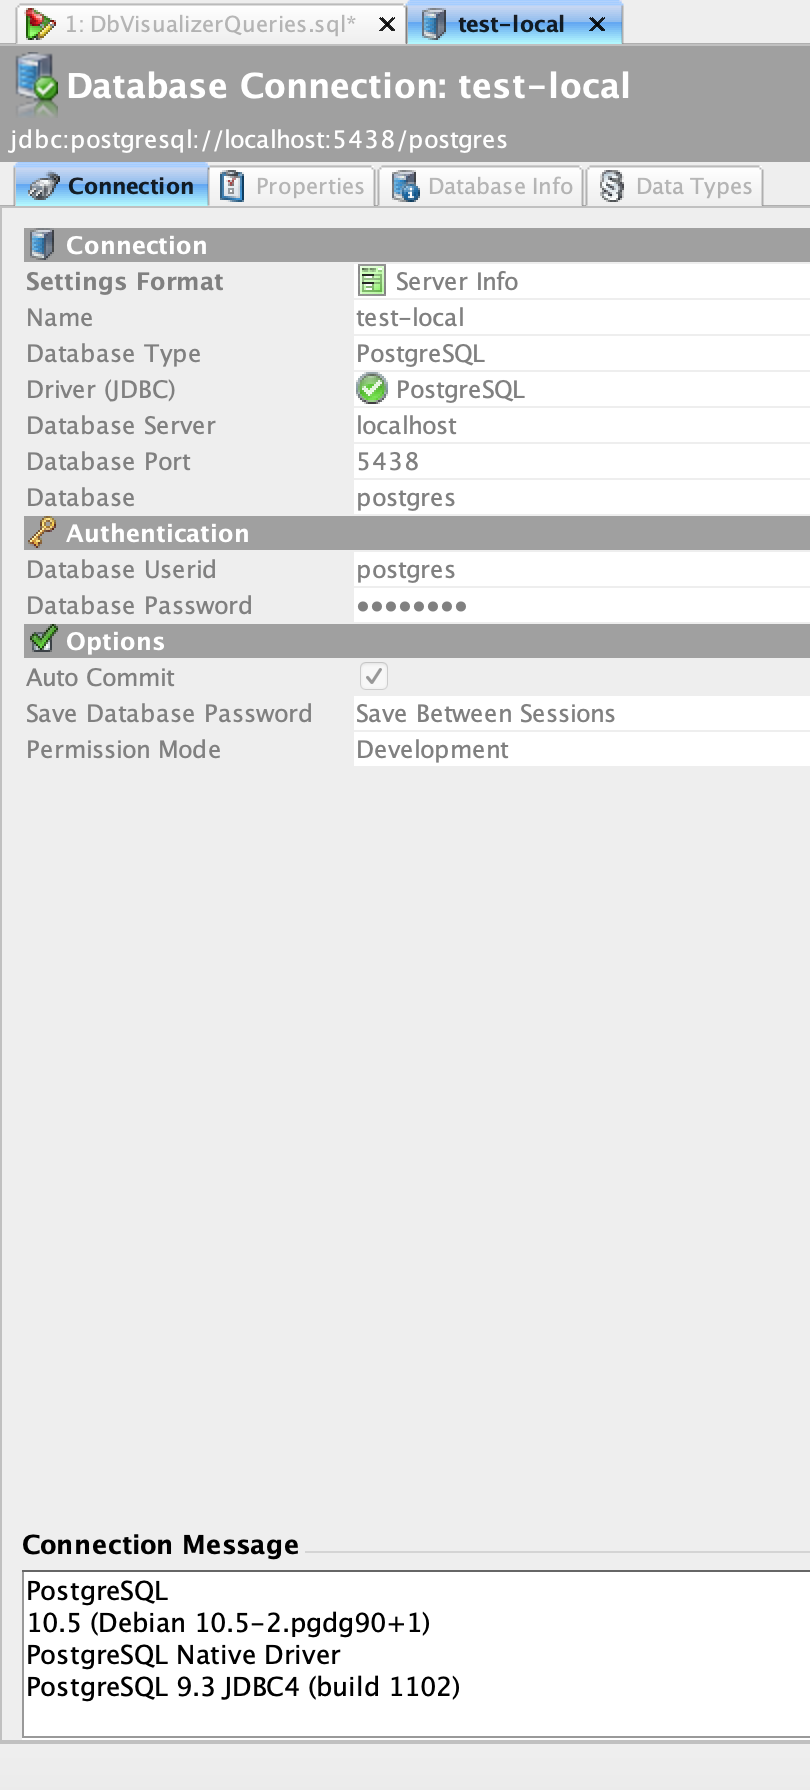 1: DbVisualizerQueries.sql* test-local
Database Connection: test-local
jdbc:postgresql://localhost:5438/postgres
Connection Properties Database Info Data Types
Connection
Settings Format Server Info
Name test-local
Database Type PostgreSQL
Driver (JDBC) PostgreSQL
Database Server localhost
Database Port 5438
Database postgres
Authentication
Database Userid postgres
Database Password ••••••••
Options
Auto Commit
Save Database Password Save Between Sessions
Permission Mode Development
Connection Message
PostgreSQL
10.5 (Debian 10.5-2.pgdg90+1)
PostgreSQL Native Driver
PostgreSQL 9.3 JDBC4 (build 1102)